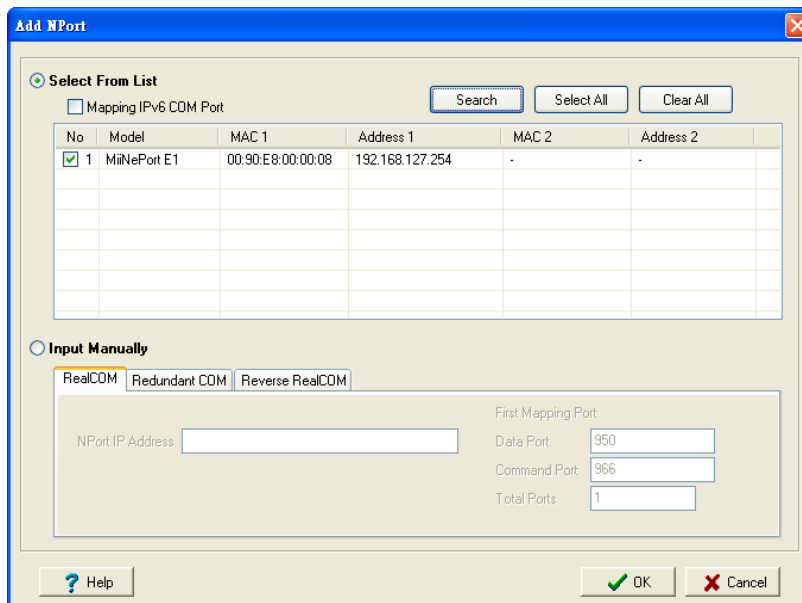 Add NPort
Select From List
Mapping IPv6 COM Port
Search Select All Clear All
No Model MAC 1 Address 1 MAC 2 Address 2
1 MiiNePort E1 00:90:E8:00:00:08 192.168.127.254 - -
Input Manually
RealCOM Redundant COM Reverse RealCOM
First Mapping Port
NPort IP Address Data Port 950
Command Port 966
Total Ports 1
? Help OK Cancel